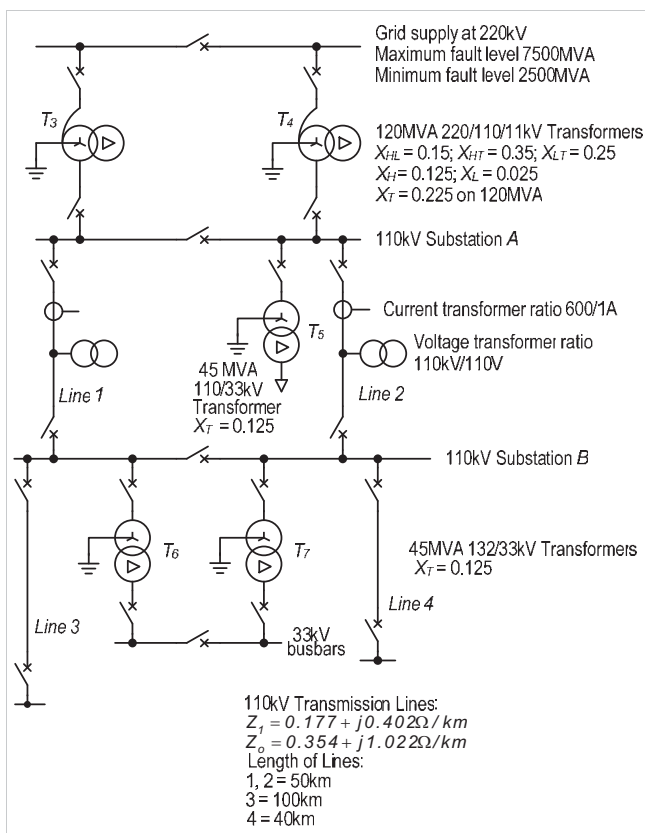 Grid supply at 220kV
Maximum fault level 7500MVA
Minimum fault level 2500MVA
T3
T4
120MVA 220/110/11kV Transformers
XHL = 0.15; XHT = 0.35; XLT = 0.25
XH = 0.125; XL = 0.025
XT = 0.225 on 120MVA
110kV Substation A
Current transformer ratio 600/1A
T5
Voltage transformer ratio
110kV/110V
45 MVA
110/33kV
Transformer
XT = 0.125
Line 1
Line 2
110kV Substation B
T6
T7
45MVA 132/33kV Transformers
XT = 0.125
Line 3
Line 4
33kV
busbars
110kV Transmission Lines:
Z1 = 0.177 + j0.402Ω/km
Zo = 0.354 + j1.022Ω/km
Length of Lines:
1, 2 = 50km
3 = 100km
4 = 40km